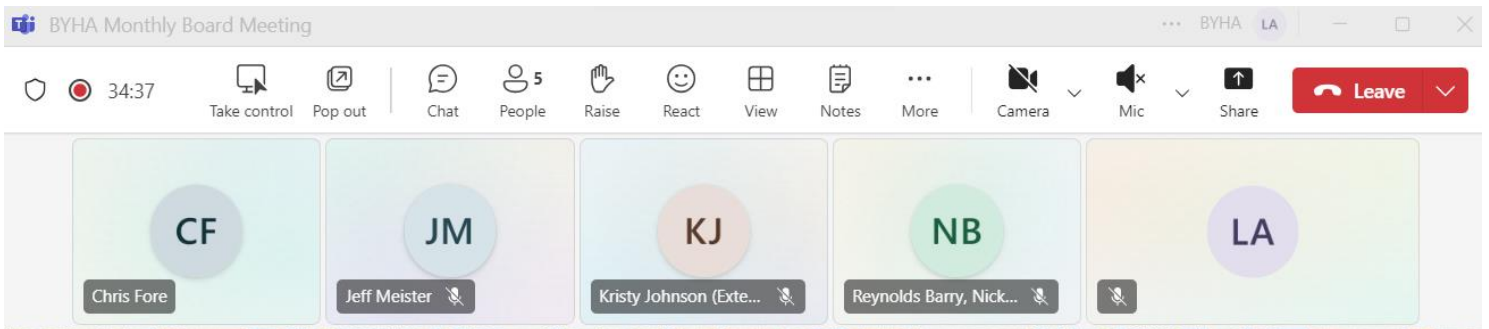 BYHA Monthly Board Meeting
... BYHA LA
34:37
5
Take control Pop out Chat People Raise React View Notes More Camera Mic Share Leave
CF JM KJ NB LA
Chris Fore Jeff Meister Kristy Johnson (Exte... Reynolds Barry, Nick...